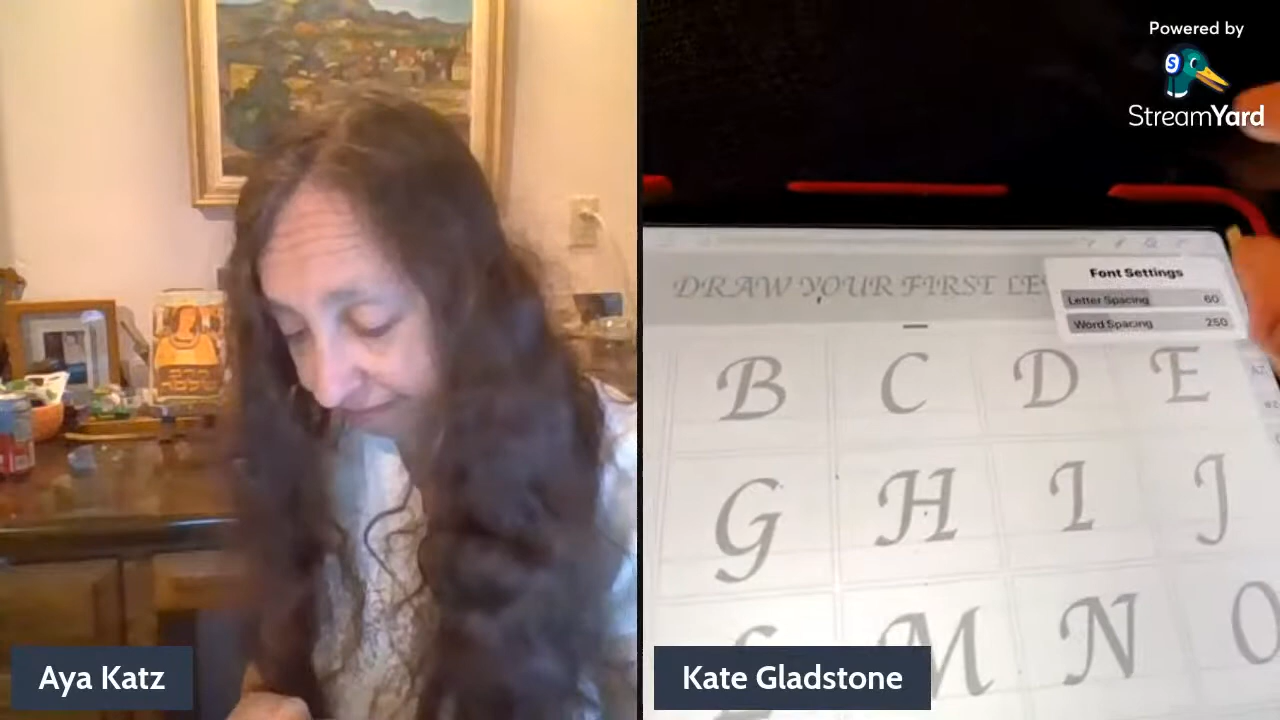 Powered by
StreamYard
DRAW YOUR FIRST LE
Font Settings
Letter Spacing 60
Word Spacing 250
B C D E
G H I J
L M N O
Aya Katz
Kate Gladstone